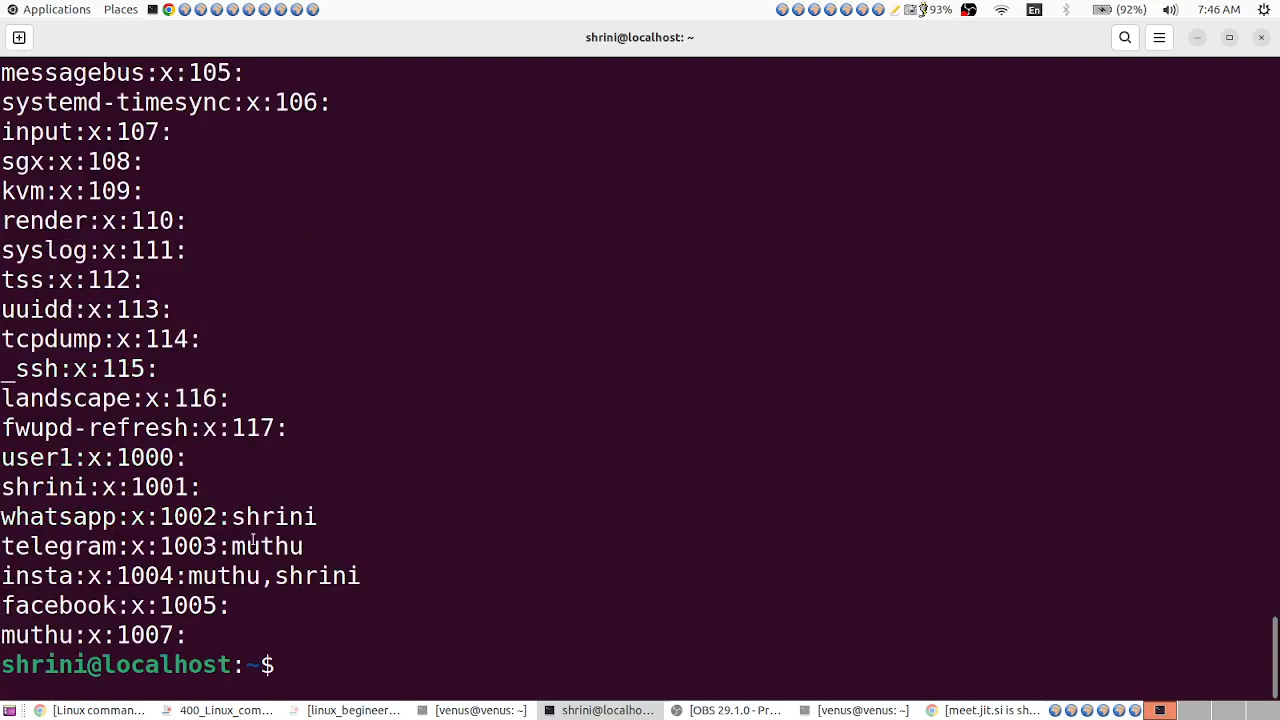 Applications Places 93% En (92%) 7:46 AM
shrini@localhost: ~
messagebus:x:105:
systemd-timesync:x:106:
input:x:107:
sgx:x:108:
kvm:x:109:
render:x:110:
syslog:x:111:
tss:x:112:
uuidd:x:113:
tcpdump:x:114:
_ssh:x:115:
landscape:x:116:
fwupd-refresh:x:117:
user1:x:1000:
shrini:x:1001:
whatsapp:x:1002:shrini
telegram:x:1003:muthu
insta:x:1004:muthu,shrini
facebook:x:1005:
muthu:x:1007:
shrini@localhost:~$
[Linux comman... 400_Linux_com... [linux_begineer... [venus@venus: ~] shrini@localho... [OBS 29.1.0 - Pr... [venus@venus: ~] [meet.jit.si is sh...